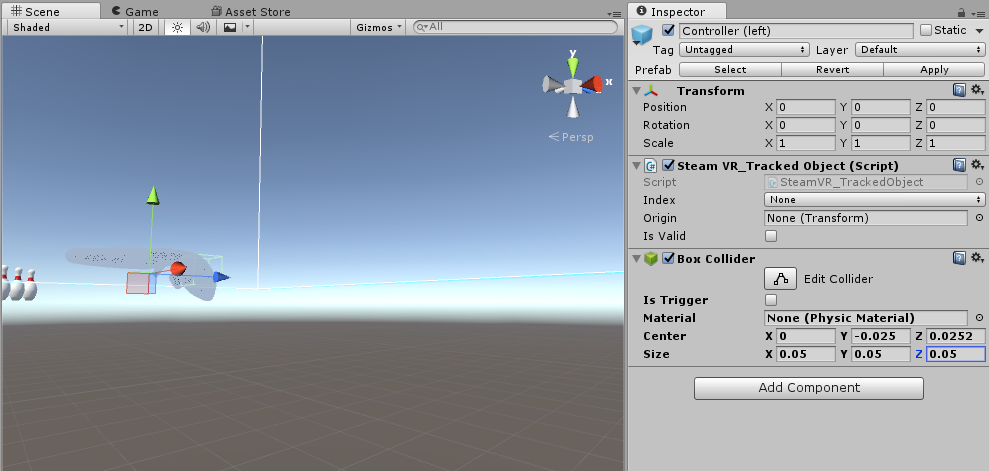 Scene Game Asset Store
Shaded 2D Gizmos All
y
x
Persp
Inspector
Controller (left) Static
Tag Untagged Layer Default
Prefab Select Revert Apply
Transform
Position X 0 Y 0 Z 0
Rotation X 0 Y 0 Z 0
Scale X 1 Y 1 Z 1
C# Steam VR_Tracked Object (Script)
Script SteamVR_TrackedObject
Index None
Origin None (Transform)
Is Valid
Box Collider
Edit Collider
Is Trigger
Material None (Physic Material)
Center X 0 Y -0.025 Z 0.0252
Size X 0.05 Y 0.05 Z 0.05
Add Component